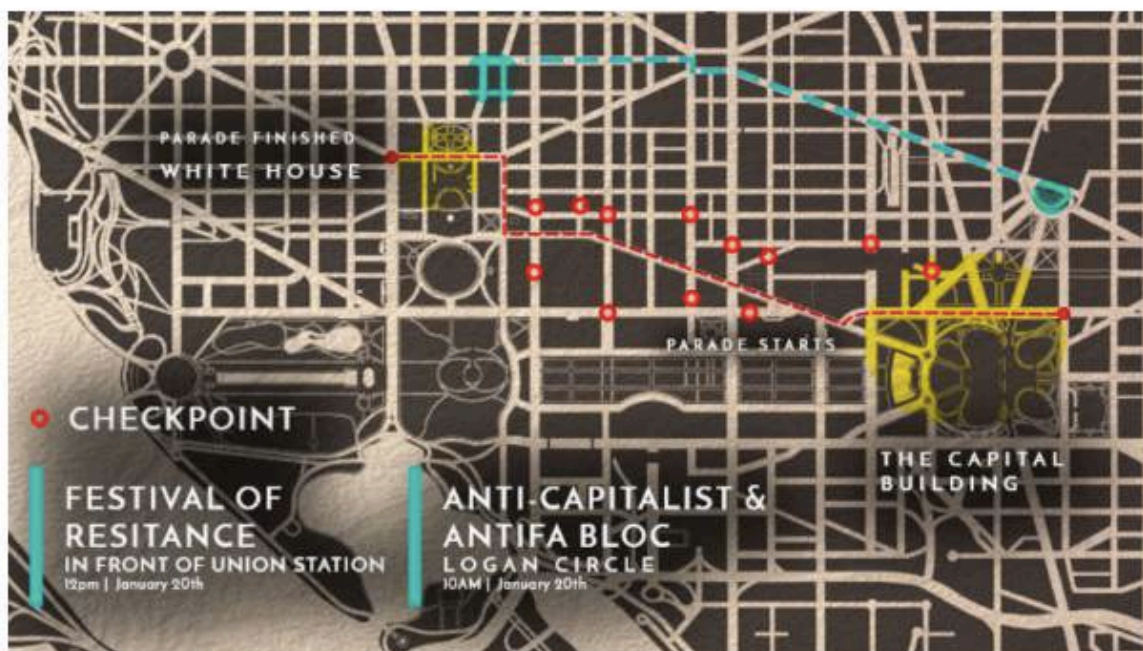 PARADE FINISHED
WHITE HOUSE
PARADE STARTS
CHECKPOINT
THE CAPITAL
BUILDING
FESTIVAL OF
RESITANCE
IN FRONT OF UNION STATION
12pm | January 20th
ANTI-CAPITALIST &
ANTIFA BLOC
LOGAN CIRCLE
10AM | January 20th